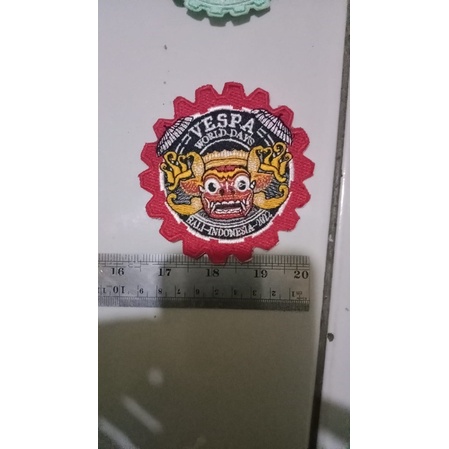 VESPA
WORLD DAYS
BALI-INDONESIA-2022
16 17 18 19 20